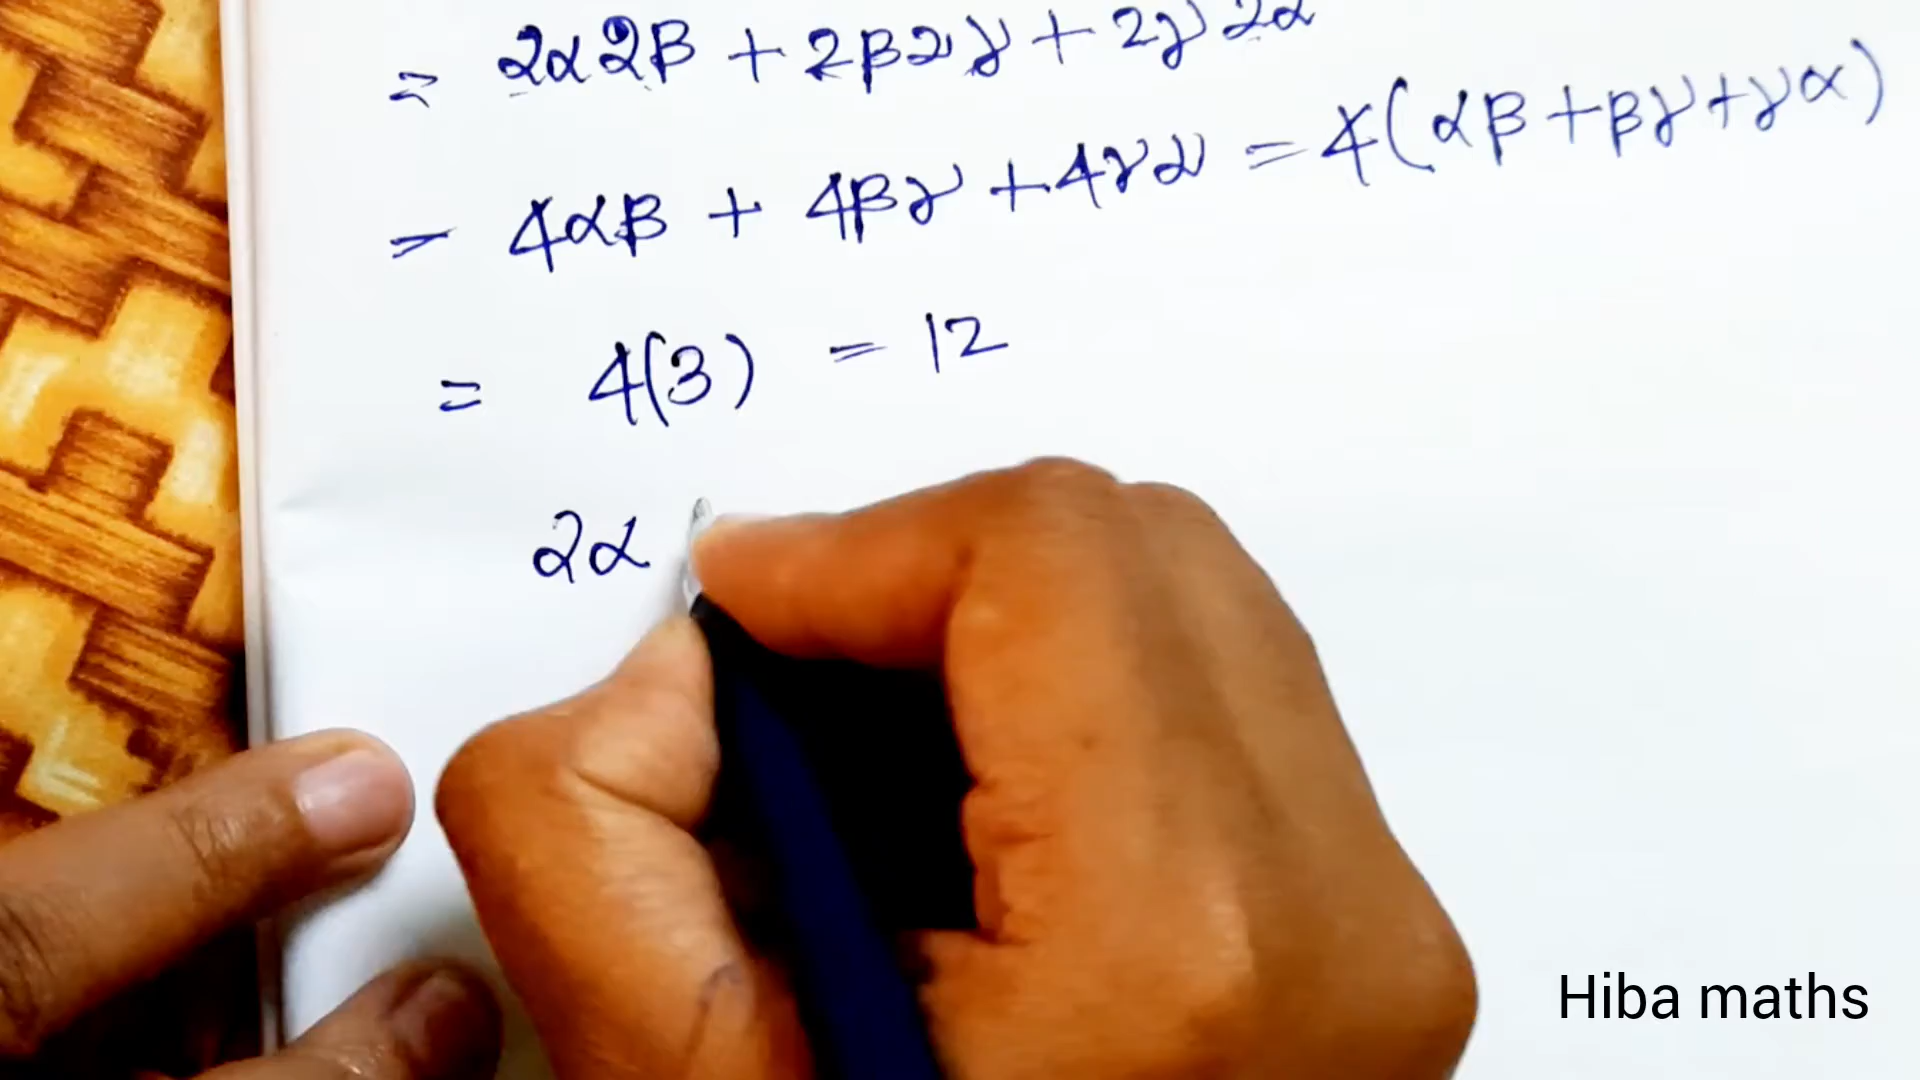 = 2α2β + 2β2γ + 2γ2α
= 4αβ + 4βγ + 4γα = 4(αβ + βγ + γα)
= 4(3) = 12
2α
Hiba maths